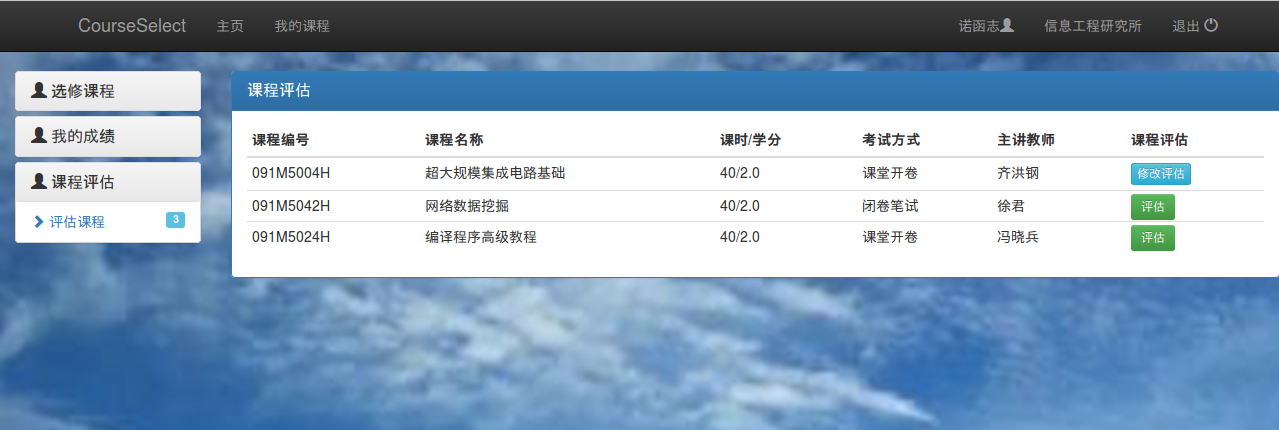 CourseSelect 主页 我的课程 诺函志 信息工程研究所 退出
选修课程
我的成绩
课程评估
评估课程 3
课程评估
课程编号 课程名称 课时/学分 考试方式 主讲教师 课程评估
091M5004H 超大规模集成电路基础 40/2.0 课堂开卷 齐洪钢 修改评估
091M5042H 网络数据挖掘 40/2.0 闭卷笔试 徐君 评估
091M5024H 编译程序高级教程 40/2.0 课堂开卷 冯晓兵 评估